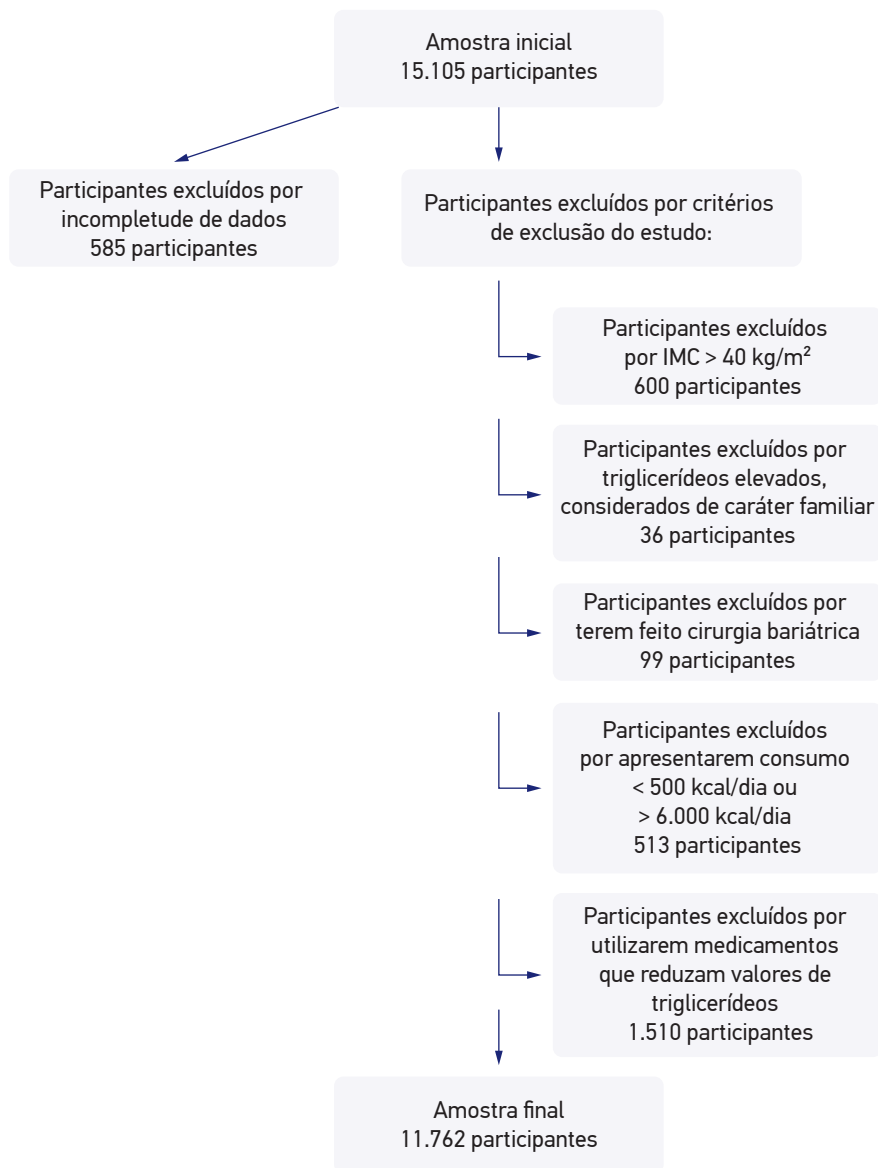 Amostra inicial
15.105 participantes
Participantes excluídos por
incompletude de dados
585 participantes
Participantes excluídos por critérios
de exclusão do estudo:
Participantes excluídos
por IMC > 40 kg/m²
600 participantes
Participantes excluídos por
triglicerídeos elevados,
considerados de caráter familiar
36 participantes
Participantes excluídos por
terem feito cirurgia bariátrica
99 participantes
Participantes excluídos
por apresentarem consumo
< 500 kcal/dia ou
> 6.000 kcal/dia
513 participantes
Participantes excluídos por
utilizarem medicamentos
que reduzam valores de
triglicerídeos
1.510 participantes
Amostra final
11.762 participantes